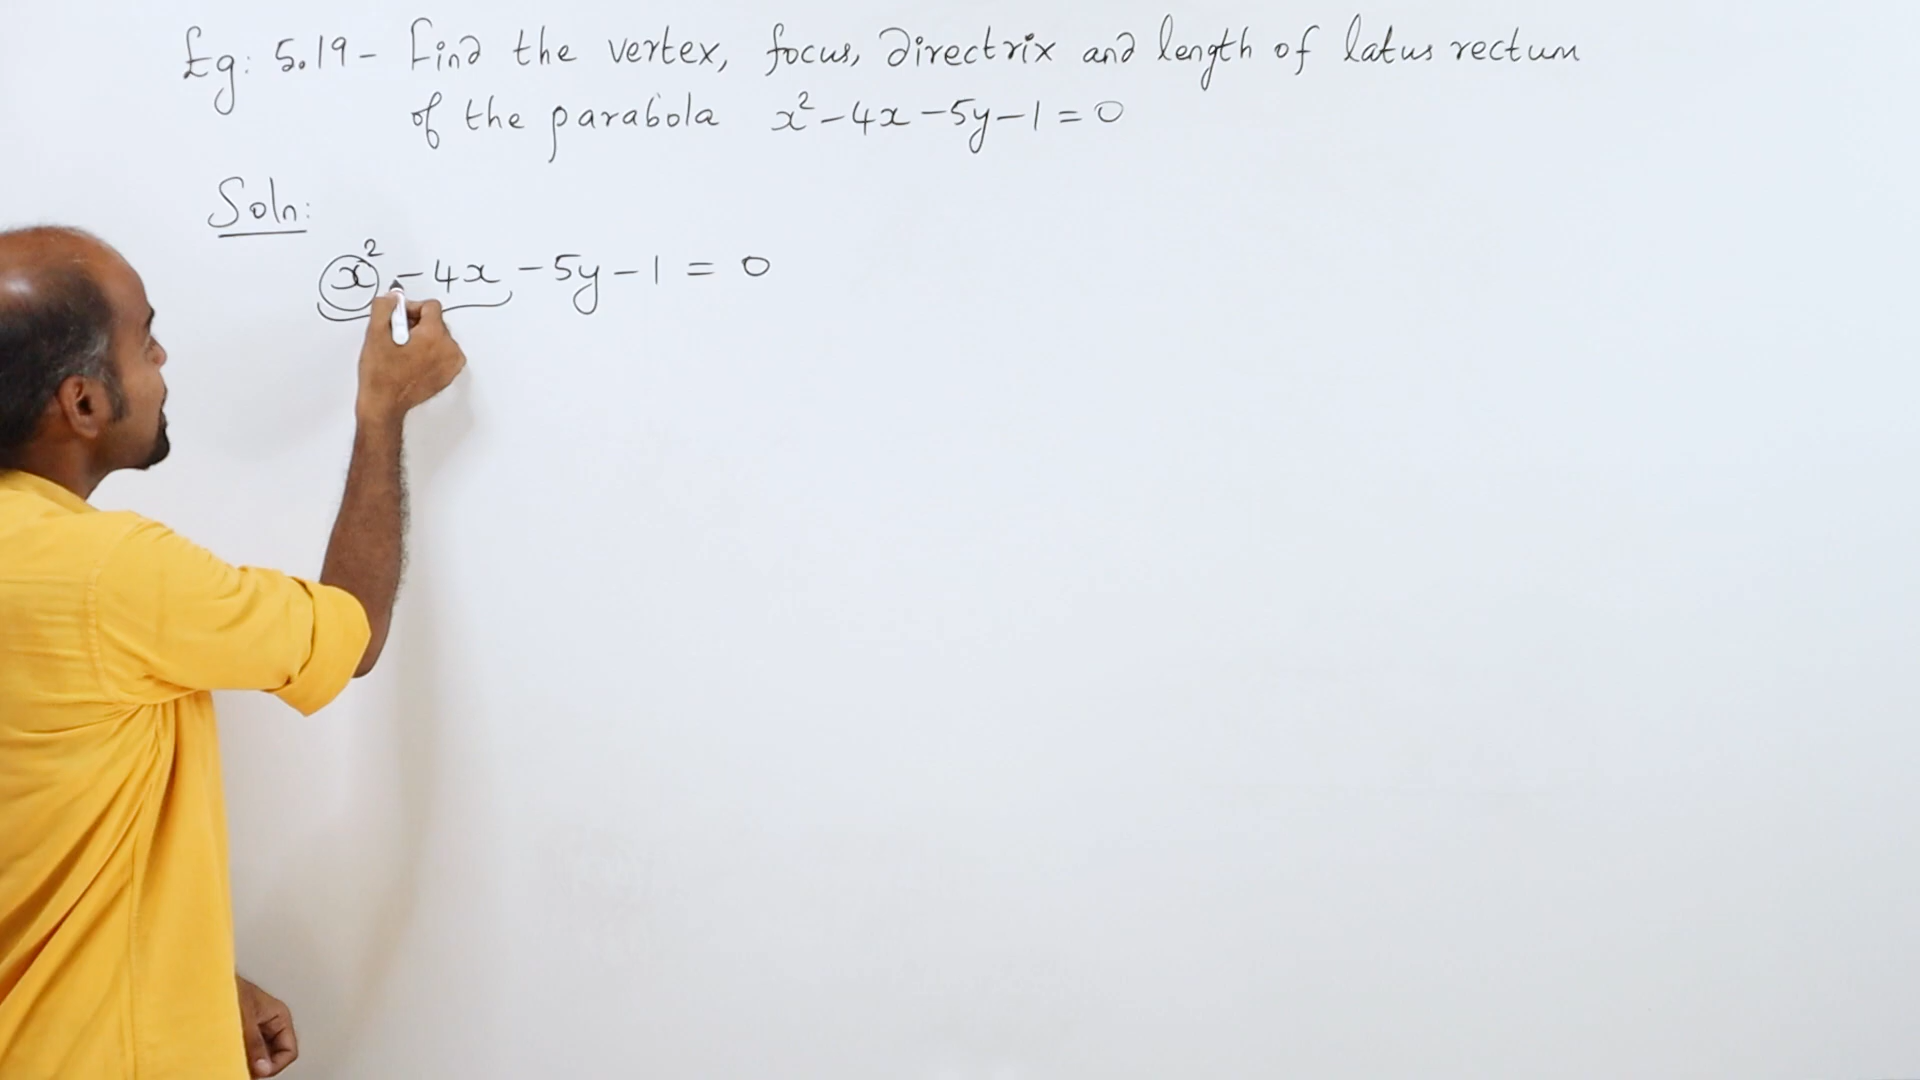 Eg: 5.19 - Find the vertex, focus, directrix and length of latus rectum
of the parabola x² - 4x - 5y - 1 = 0
Soln:
x² - 4x - 5y - 1 = 0